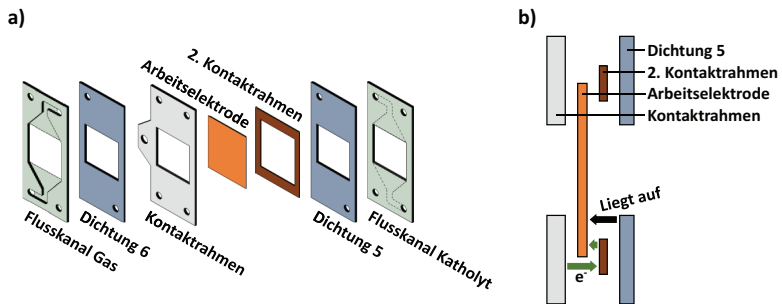 a)
Flusskanal Gas
Dichtung 6
Kontaktrahmen
Arbeitselektrode
2. Kontaktrahmen
Dichtung 5
Flusskanal Katholyt
b)
Dichtung 5
2. Kontaktrahmen
Arbeitselektrode
Kontaktrahmen
Liegt auf
e-